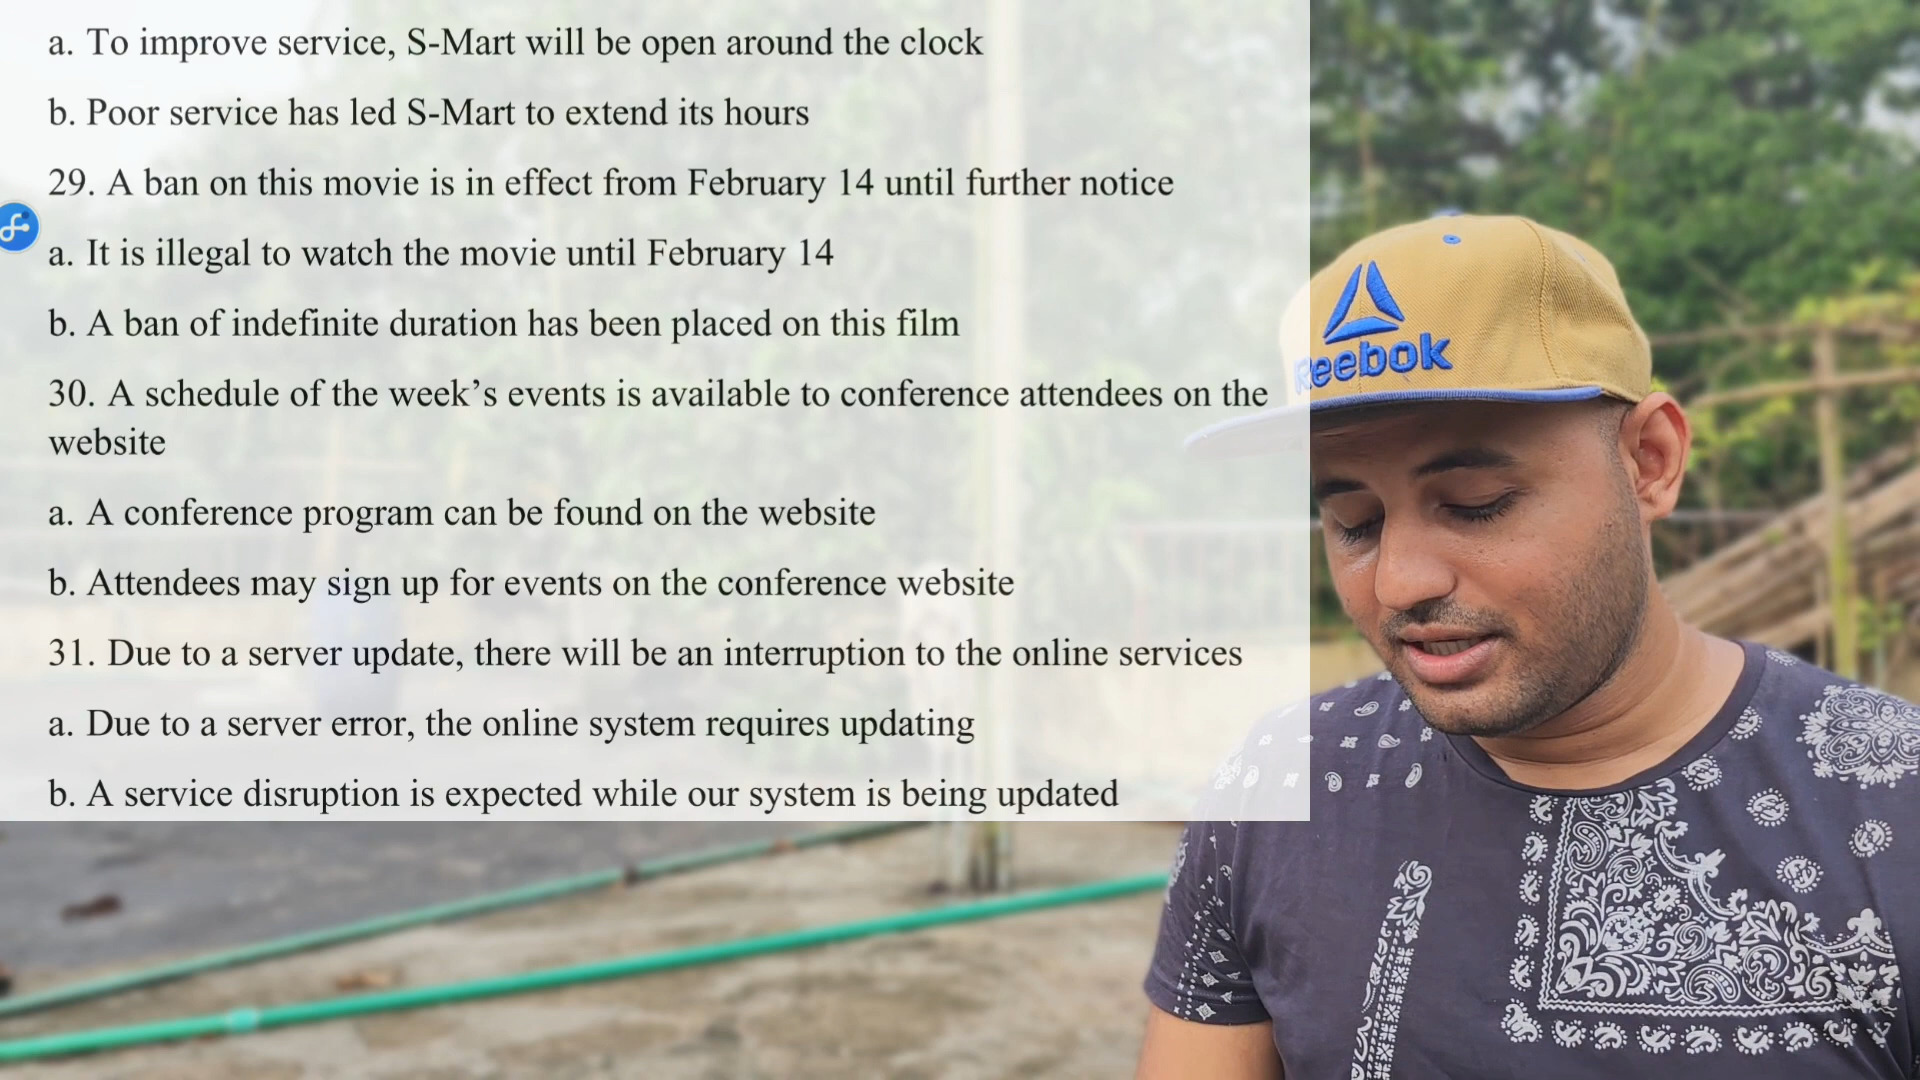 a. To improve service, S-Mart will be open around the clock
b. Poor service has led S-Mart to extend its hours
29. A ban on this movie is in effect from February 14 until further notice
a. It is illegal to watch the movie until February 14
b. A ban of indefinite duration has been placed on this film
30. A schedule of the week’s events is available to conference attendees on the
website
a. A conference program can be found on the website
b. Attendees may sign up for events on the conference website
31. Due to a server update, there will be an interruption to the online services
a. Due to a server error, the online system requires updating
b. A service disruption is expected while our system is being updated
Reebok